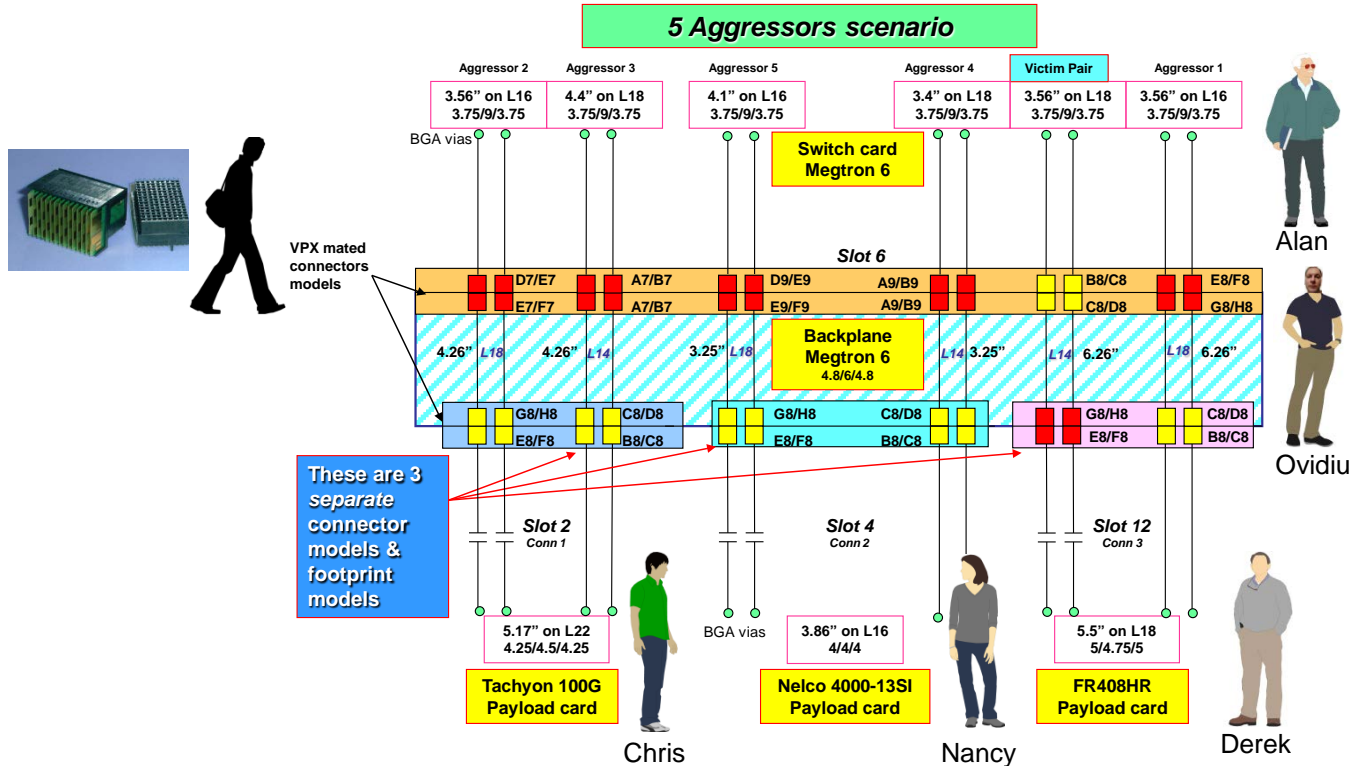 5 Aggressors scenario
Aggressor 2
Aggressor 3
Aggressor 5
Aggressor 4
Victim Pair
Aggressor 1
3.56” on L16
3.75/9/3.75
4.4” on L18
3.75/9/3.75
4.1” on L16
3.75/9/3.75
3.4” on L18
3.75/9/3.75
3.56” on L18
3.75/9/3.75
3.56” on L16
3.75/9/3.75
BGA vias
Switch card
Megtron 6
Alan
VPX mated
connectors
models
Slot 6
D7/E7
A7/B7
D9/E9
A9/B9
B8/C8
E8/F8
E7/F7
A7/B7
E9/F9
A9/B9
C8/D8
G8/H8
Backplane
Megtron 6
4.8/6/4.8
4.26”
L18
4.26”
L14
3.25”
L18
L14
3.25”
L14
6.26”
L18
6.26”
G8/H8
C8/D8
G8/H8
C8/D8
G8/H8
C8/D8
E8/F8
B8/C8
E8/F8
B8/C8
E8/F8
B8/C8
Ovidiu
These are 3
separate
connector
models &
footprint
models
Slot 2
Conn 1
Slot 4
Conn 2
Slot 12
Conn 3
BGA vias
5.17” on L22
4.25/4.5/4.25
3.86” on L16
4/4/4
5.5” on L18
5/4.75/5
Tachyon 100G
Payload card
Nelco 4000-13SI
Payload card
FR408HR
Payload card
Chris
Nancy
Derek